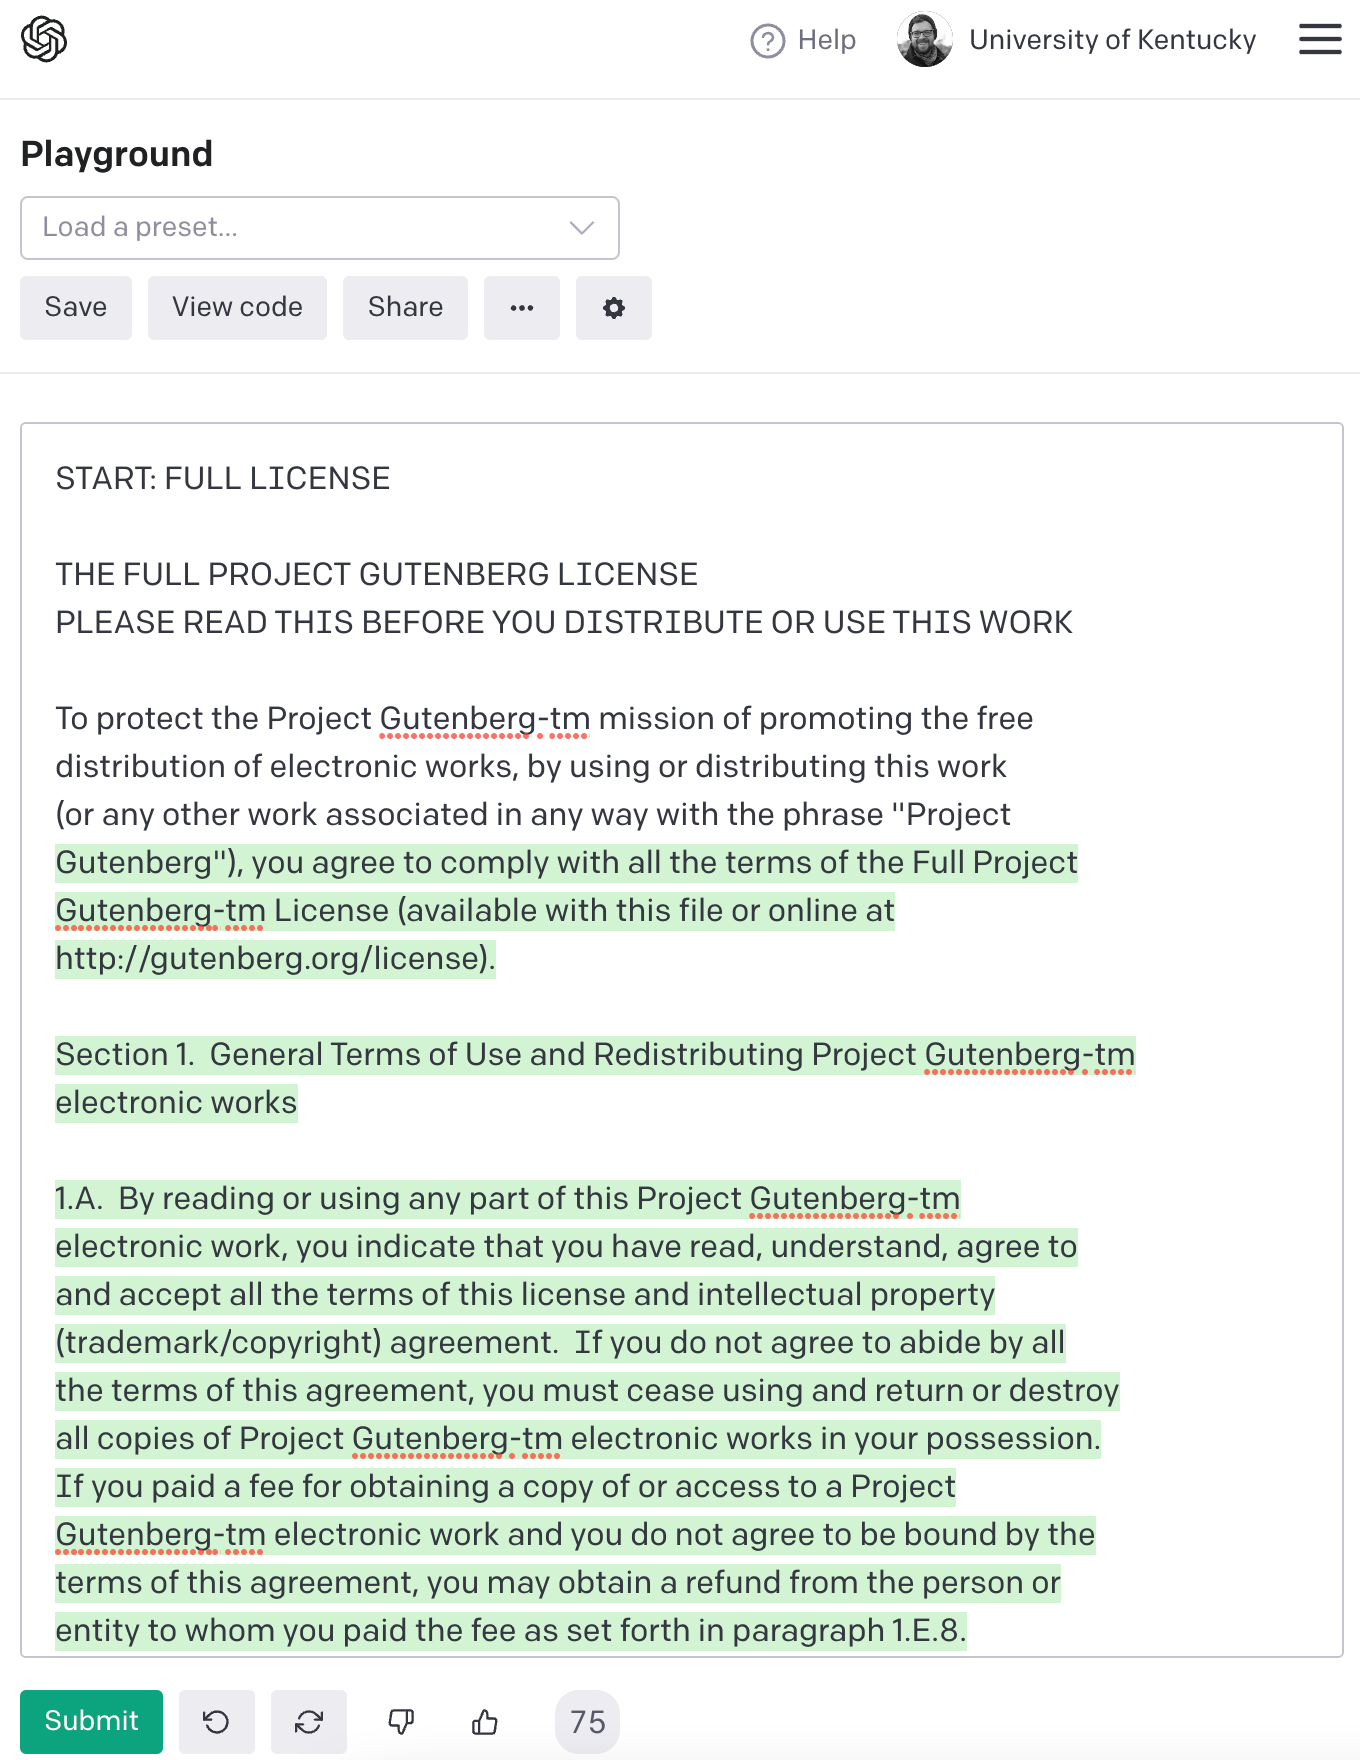 Help
University of Kentucky
Playground
Load a preset...
Save
View code
Share
START: FULL LICENSE
THE FULL PROJECT GUTENBERG LICENSE
PLEASE READ THIS BEFORE YOU DISTRIBUTE OR USE THIS WORK
To protect the Project Gutenberg-tm mission of promoting the free
distribution of electronic works, by using or distributing this work
(or any other work associated in any way with the phrase "Project
Gutenberg"), you agree to comply with all the terms of the Full Project
Gutenberg-tm License (available with this file or online at
http://gutenberg.org/license).
Section 1.  General Terms of Use and Redistributing Project Gutenberg-tm
electronic works
1.A.  By reading or using any part of this Project Gutenberg-tm
electronic work, you indicate that you have read, understand, agree to
and accept all the terms of this license and intellectual property
(trademark/copyright) agreement.  If you do not agree to abide by all
the terms of this agreement, you must cease using and return or destroy
all copies of Project Gutenberg-tm electronic works in your possession.
If you paid a fee for obtaining a copy of or access to a Project
Gutenberg-tm electronic work and you do not agree to be bound by the
terms of this agreement, you may obtain a refund from the person or
entity to whom you paid the fee as set forth in paragraph 1.E.8.
Submit
75